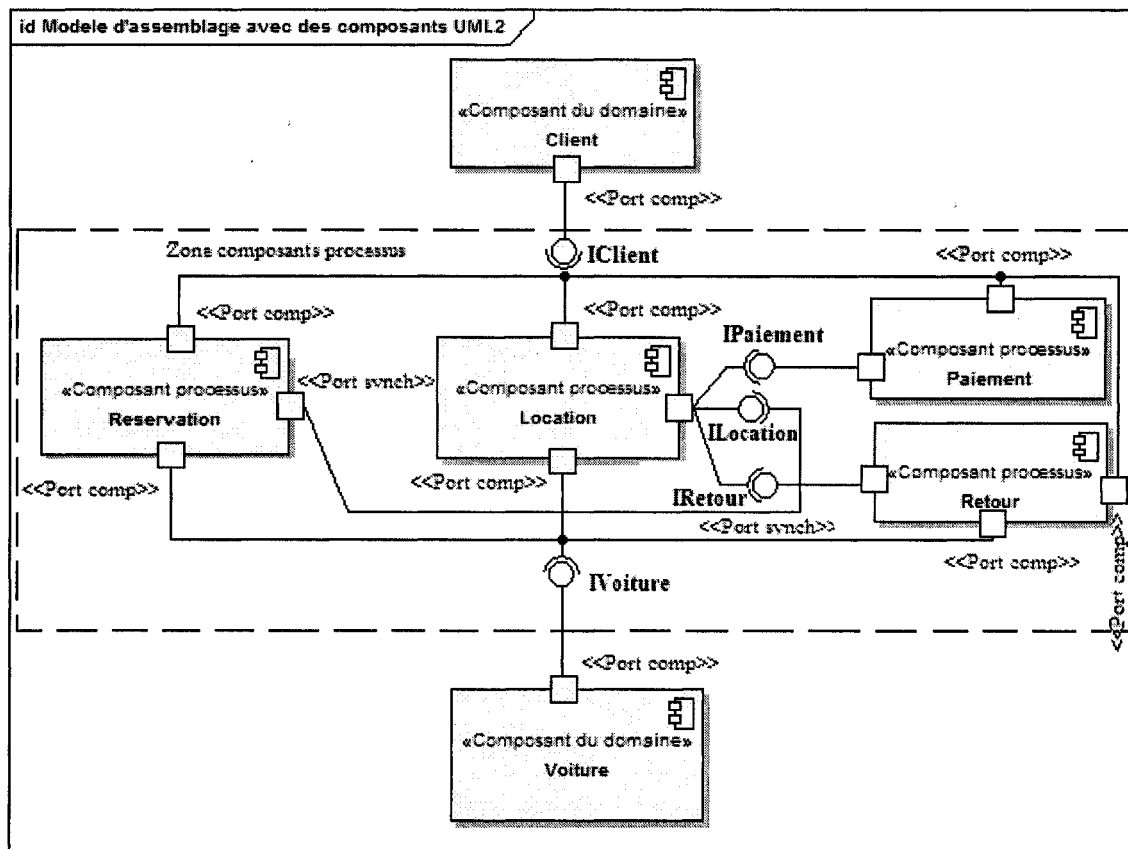 id Modele d'assemblage avec des composants UML2
«Composant du domaine»
Client
<<Port comp>>
Zone composants processus
IClient
<<Port comp>>
<<Port comp>>
<<Port comp>>
IPaiement
«Composant processus»
Paiement
«Composant processus»
Reservation
<<Port synch>>
«Composant processus»
Location
ILocation
«Composant processus»
Retour
<<Port comp>>
<<Port comp>>
IRetour
<<Port synch>>
<<Port comp>>
<<Port comp>>
IVoiture
<<Port comp>>
«Composant du domaine»
Voiture